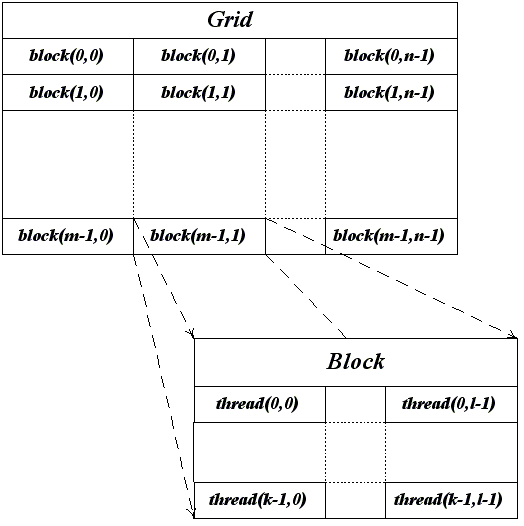 Grid
block(0,0) block(0,1) block(0,n-1)
block(1,0) block(1,1) block(1,n-1)
block(m-1,0) block(m-1,1) block(m-1,n-1)
Block
thread(0,0) thread(0,l-1)
thread(k-1,0) thread(k-1,l-1)